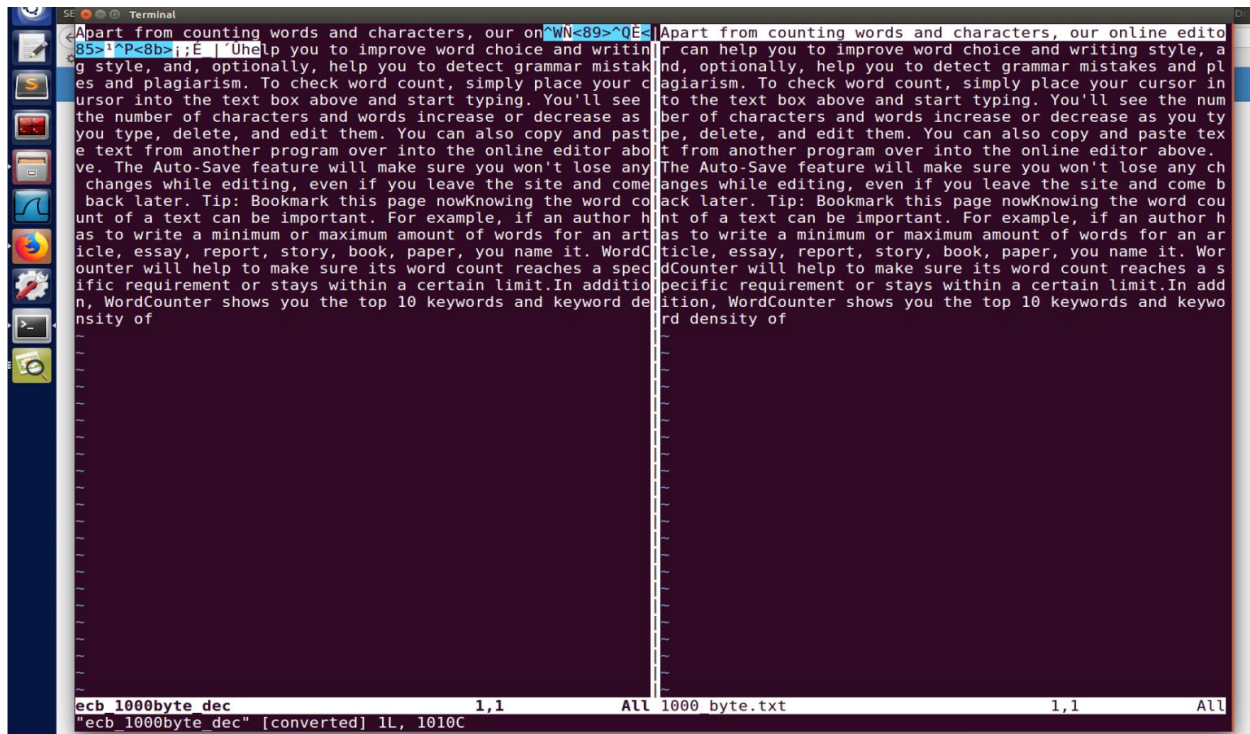 SE Terminal
Apart from counting words and characters, our on^WÑ<89>^QÈ<
85>¹^P<8b>¡;É_|´Ùhelp you to improve word choice and writin
g style, and, optionally, help you to detect grammar mistak
es and plagiarism. To check word count, simply place your c
ursor into the text box above and start typing. You'll see
the number of characters and words increase or decrease as
you type, delete, and edit them. You can also copy and past
e text from another program over into the online editor abo
ve. The Auto-Save feature will make sure you won't lose any
changes while editing, even if you leave the site and come
back later. Tip: Bookmark this page nowKnowing the word co
unt of a text can be important. For example, if an author h
as to write a minimum or maximum amount of words for an art
icle, essay, report, story, book, paper, you name it. WordC
ounter will help to make sure its word count reaches a spec
ific requirement or stays within a certain limit.In additio
n, WordCounter shows you the top 10 keywords and keyword de
nsity of
ecb_1000byte_dec 1,1 All
"ecb_1000byte_dec" [converted] 1L, 1010C
Apart from counting words and characters, our online edito
r can help you to improve word choice and writing style, a
nd, optionally, help you to detect grammar mistakes and pl
agiarism. To check word count, simply place your cursor in
to the text box above and start typing. You'll see the num
ber of characters and words increase or decrease as you ty
pe, delete, and edit them. You can also copy and paste tex
t from another program over into the online editor above.
The Auto-Save feature will make sure you won't lose any ch
anges while editing, even if you leave the site and come b
ack later. Tip: Bookmark this page nowKnowing the word cou
nt of a text can be important. For example, if an author h
as to write a minimum or maximum amount of words for an ar
ticle, essay, report, story, book, paper, you name it. Wor
dCounter will help to make sure its word count reaches a s
pecific requirement or stays within a certain limit.In add
ition, WordCounter shows you the top 10 keywords and keywo
rd density of
1000_byte.txt 1,1 All